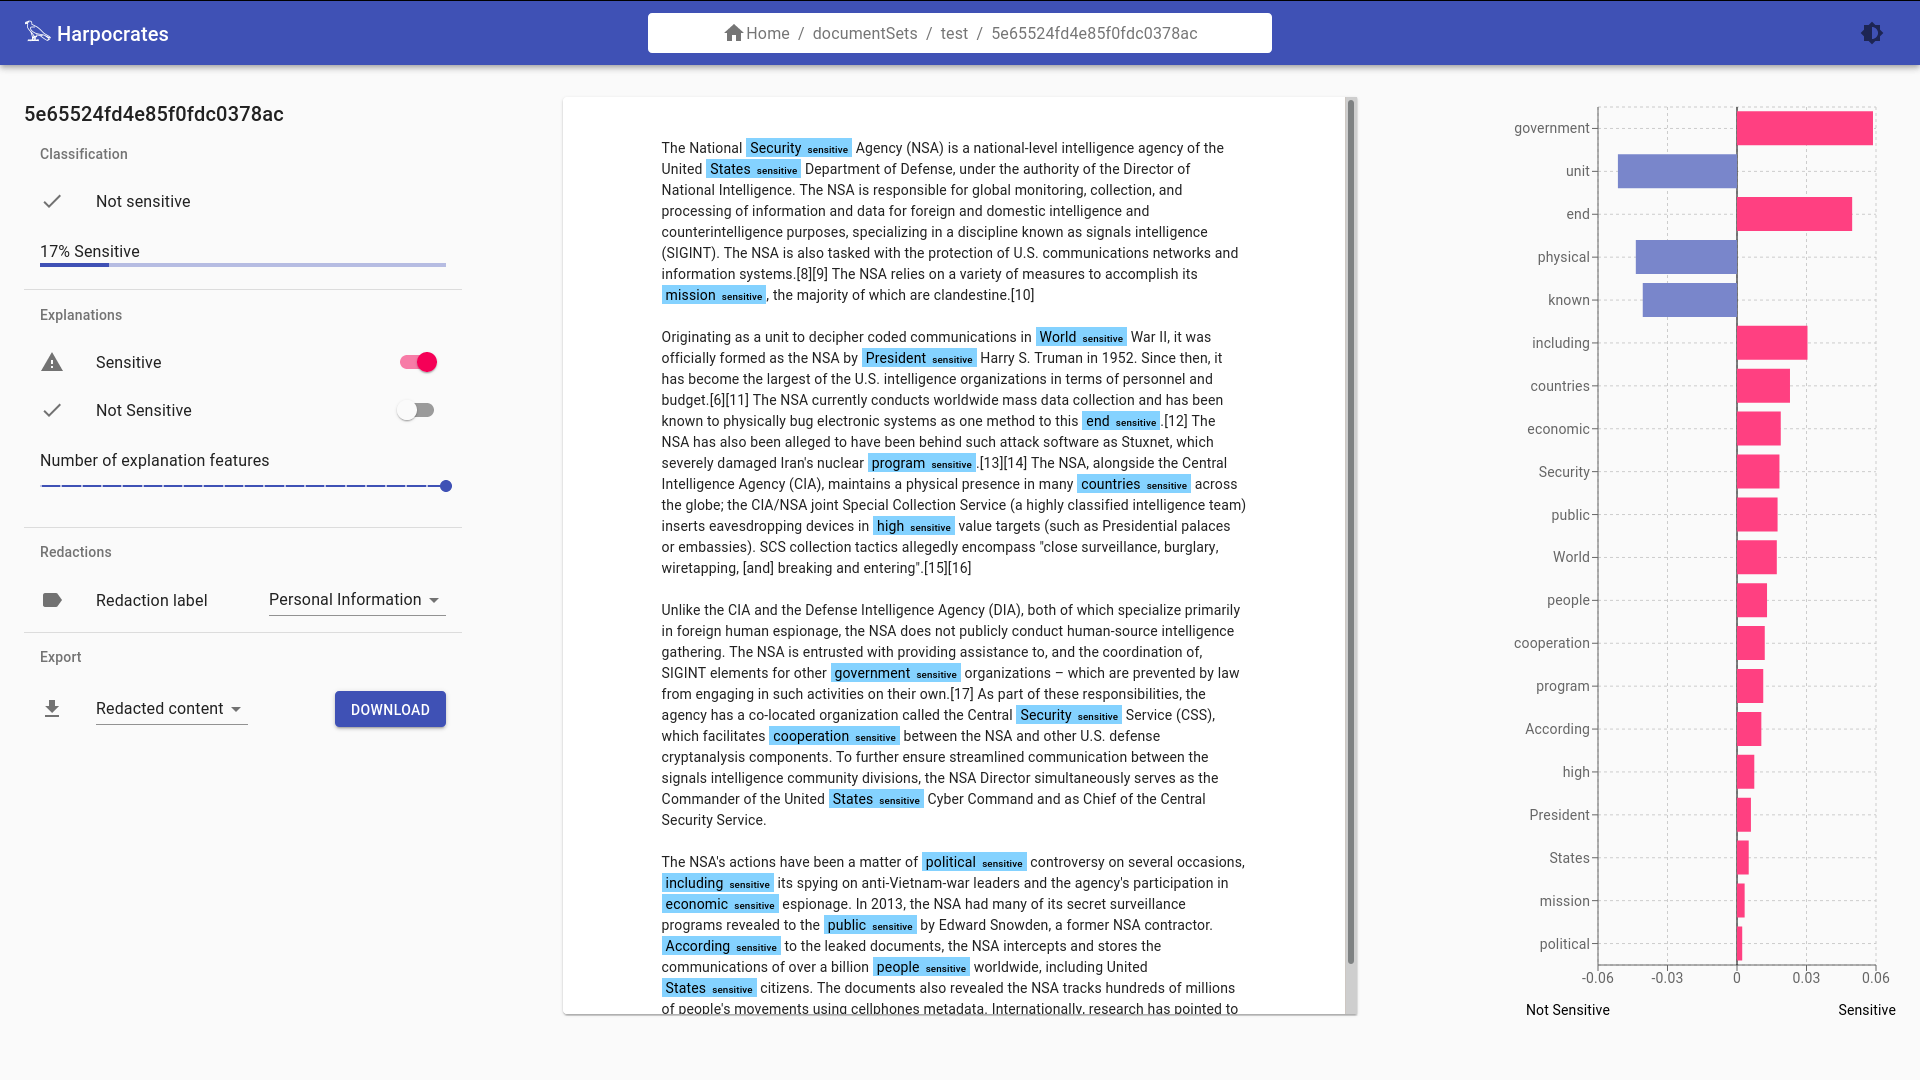 Harpocrates
Home / documentSets / test / 5e65524fd4e85f0fdc0378ac
5e65524fd4e85f0fdc0378ac
Classification
Not sensitive
17% Sensitive
Explanations
Sensitive
Not Sensitive
Number of explanation features
Redactions
Redaction label Personal Information
Export
Redacted content DOWNLOAD
The National Security sensitive Agency (NSA) is a national-level intelligence agency of the
United States sensitive Department of Defense, under the authority of the Director of
National Intelligence. The NSA is responsible for global monitoring, collection, and
processing of information and data for foreign and domestic intelligence and
counterintelligence purposes, specializing in a discipline known as signals intelligence
(SIGINT). The NSA is also tasked with the protection of U.S. communications networks and
information systems.[8][9] The NSA relies on a variety of measures to accomplish its
mission sensitive, the majority of which are clandestine.[10]
Originating as a unit to decipher coded communications in World sensitive War II, it was
officially formed as the NSA by President sensitive Harry S. Truman in 1952. Since then, it
has become the largest of the U.S. intelligence organizations in terms of personnel and
budget.[6][11] The NSA currently conducts worldwide mass data collection and has been
known to physically bug electronic systems as one method to this end sensitive.[12] The
NSA has also been alleged to have been behind such attack software as Stuxnet, which
severely damaged Iran's nuclear program sensitive.[13][14] The NSA, alongside the Central
Intelligence Agency (CIA), maintains a physical presence in many countries sensitive across
the globe; the CIA/NSA joint Special Collection Service (a highly classified intelligence team)
inserts eavesdropping devices in high sensitive value targets (such as Presidential palaces
or embassies). SCS collection tactics allegedly encompass "close surveillance, burglary,
wiretapping, [and] breaking and entering".[15][16]
Unlike the CIA and the Defense Intelligence Agency (DIA), both of which specialize primarily
in foreign human espionage, the NSA does not publicly conduct human-source intelligence
gathering. The NSA is entrusted with providing assistance to, and the coordination of,
SIGINT elements for other government sensitive organizations – which are prevented by law
from engaging in such activities on their own.[17] As part of these responsibilities, the
agency has a co-located organization called the Central Security sensitive Service (CSS),
which facilitates cooperation sensitive between the NSA and other U.S. defense
cryptanalysis components. To further ensure streamlined communication between the
signals intelligence community divisions, the NSA Director simultaneously serves as the
Commander of the United States sensitive Cyber Command and as Chief of the Central
Security Service.
The NSA's actions have been a matter of political sensitive controversy on several occasions,
including sensitive its spying on anti-Vietnam-war leaders and the agency's participation in
economic sensitive espionage. In 2013, the NSA had many of its secret surveillance
programs revealed to the public sensitive by Edward Snowden, a former NSA contractor.
According sensitive to the leaked documents, the NSA intercepts and stores the
communications of over a billion people sensitive worldwide, including United
States sensitive citizens. The documents also revealed the NSA tracks hundreds of millions
of people's movements using cellphones metadata. Internationally, research has pointed to
government
unit
end
physical
known
including
countries
economic
Security
public
World
people
cooperation
program
According
high
President
States
mission
political
-0.06 -0.03 0 0.03 0.06
Not Sensitive Sensitive